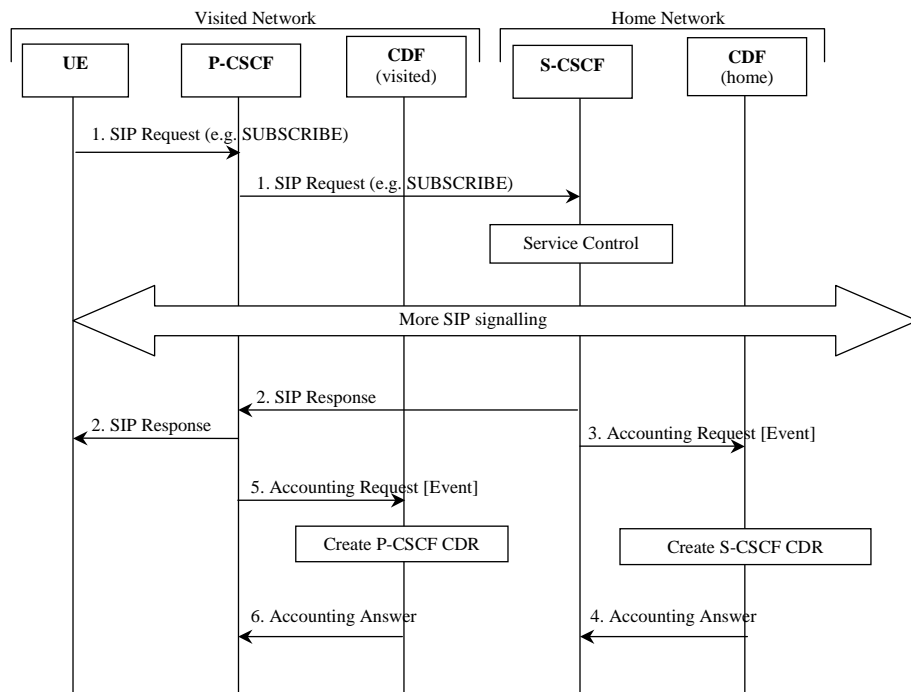 Visited Network
Home Network
UE
P-CSCF
CDF
(visited)
S-CSCF
CDF
(home)
1. SIP Request (e.g. SUBSCRIBE)
1. SIP Request (e.g. SUBSCRIBE)
Service Control
More SIP signalling
2. SIP Response
2. SIP Response
3. Accounting Request [Event]
5. Accounting Request [Event]
Create P-CSCF CDR
Create S-CSCF CDR
6. Accounting Answer
4. Accounting Answer